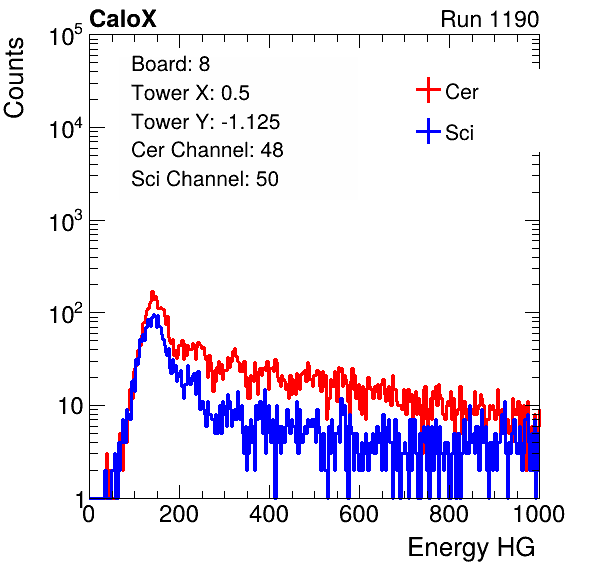 CaloX
Run 1190
Counts
10^5
10^4
10^3
10^2
10
1
Board: 8
Tower X: 0.5
Tower Y: -1.125
Cer Channel: 48
Sci Channel: 50
Cer
Sci
0 200 400 600 800 1000
Energy HG